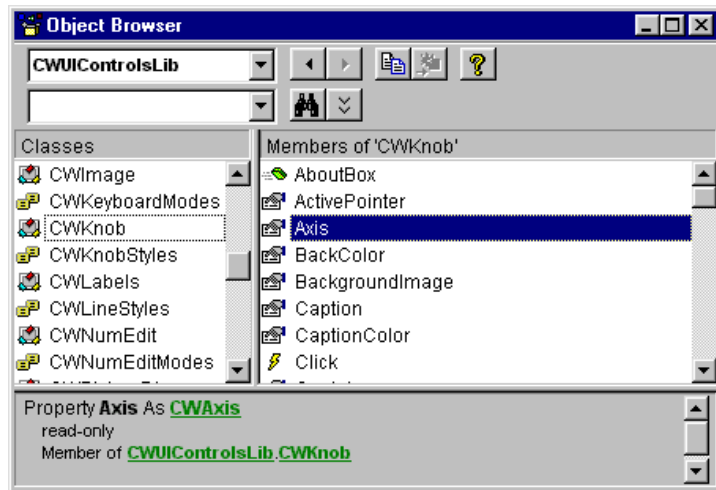 Object Browser
CWUIControlsLib
Classes
Members of 'CWKnob'
CWImage
AboutBox
CWKeyboardModes
ActivePointer
CWKnob
Axis
CWKnobStyles
BackColor
CWLabels
BackgroundImage
CWLineStyles
Caption
CWNumEdit
CaptionColor
CWNumEditModes
Click
Property Axis As CWAxis
read-only
Member of CWUIControlsLib.CWKnob